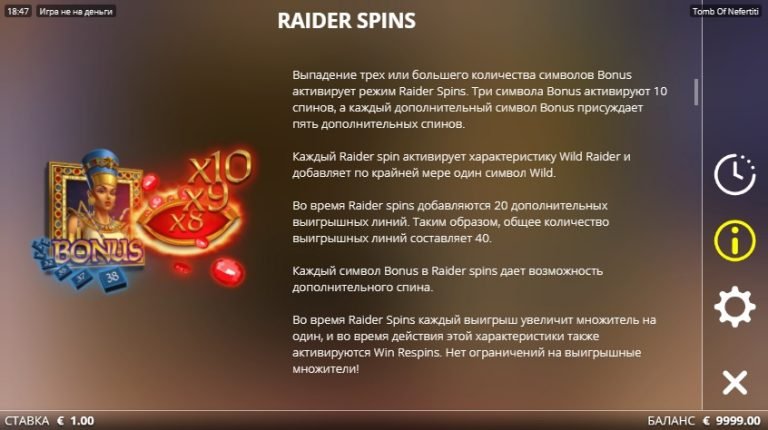 18:47 Игра не на деньги Tomb Of Nefertiti
RAIDER SPINS
Выпадение трех или большего количества символов Bonus
активирует режим Raider Spins. Три символа Bonus активируют 10
спинов, а каждый дополнительный символ Bonus присуждает
пять дополнительных спинов.
Каждый Raider spin активирует характеристику Wild Raider и
добавляет по крайней мере один символ Wild.
Во время Raider spins добавляются 20 дополнительных
выигрышных линий. Таким образом, общее количество
выигрышных линий составляет 40.
Каждый символ Bonus в Raider spins дает возможность
дополнительного спина.
Во время Raider Spins каждый выигрыш увеличит множитель на
один, и во время действия этой характеристики также
активируются Win Respins. Нет ограничений на выигрышные
множители!
x10
x9
x8
BONUS
38
СТАВКА € 1.00 БАЛАНС € 9999.00